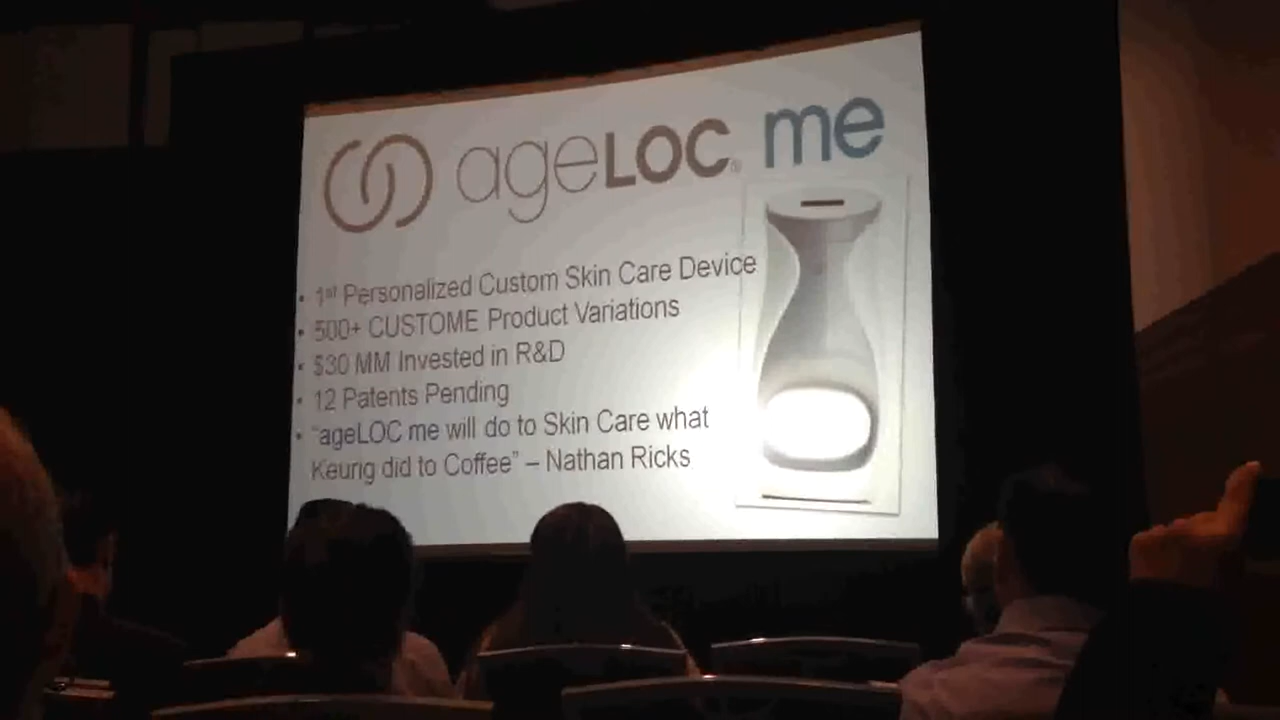 ageLOC® me
• 1st Personalized Custom Skin Care Device
• 500+ CUSTOME Product Variations
• $30 MM Invested in R&D
• 12 Patents Pending
• "ageLOC me will do to Skin Care what
Keurig did to Coffee" – Nathan Ricks